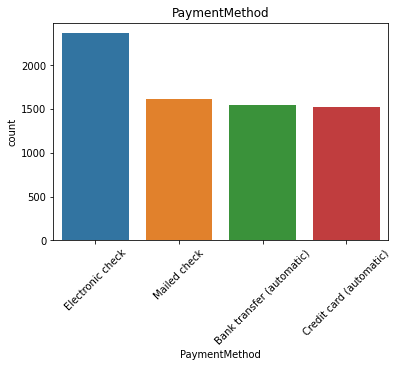 PaymentMethod
count
2000
1500
1000
500
0
Electronic check
Mailed check
Bank transfer (automatic)
Credit card (automatic)
PaymentMethod